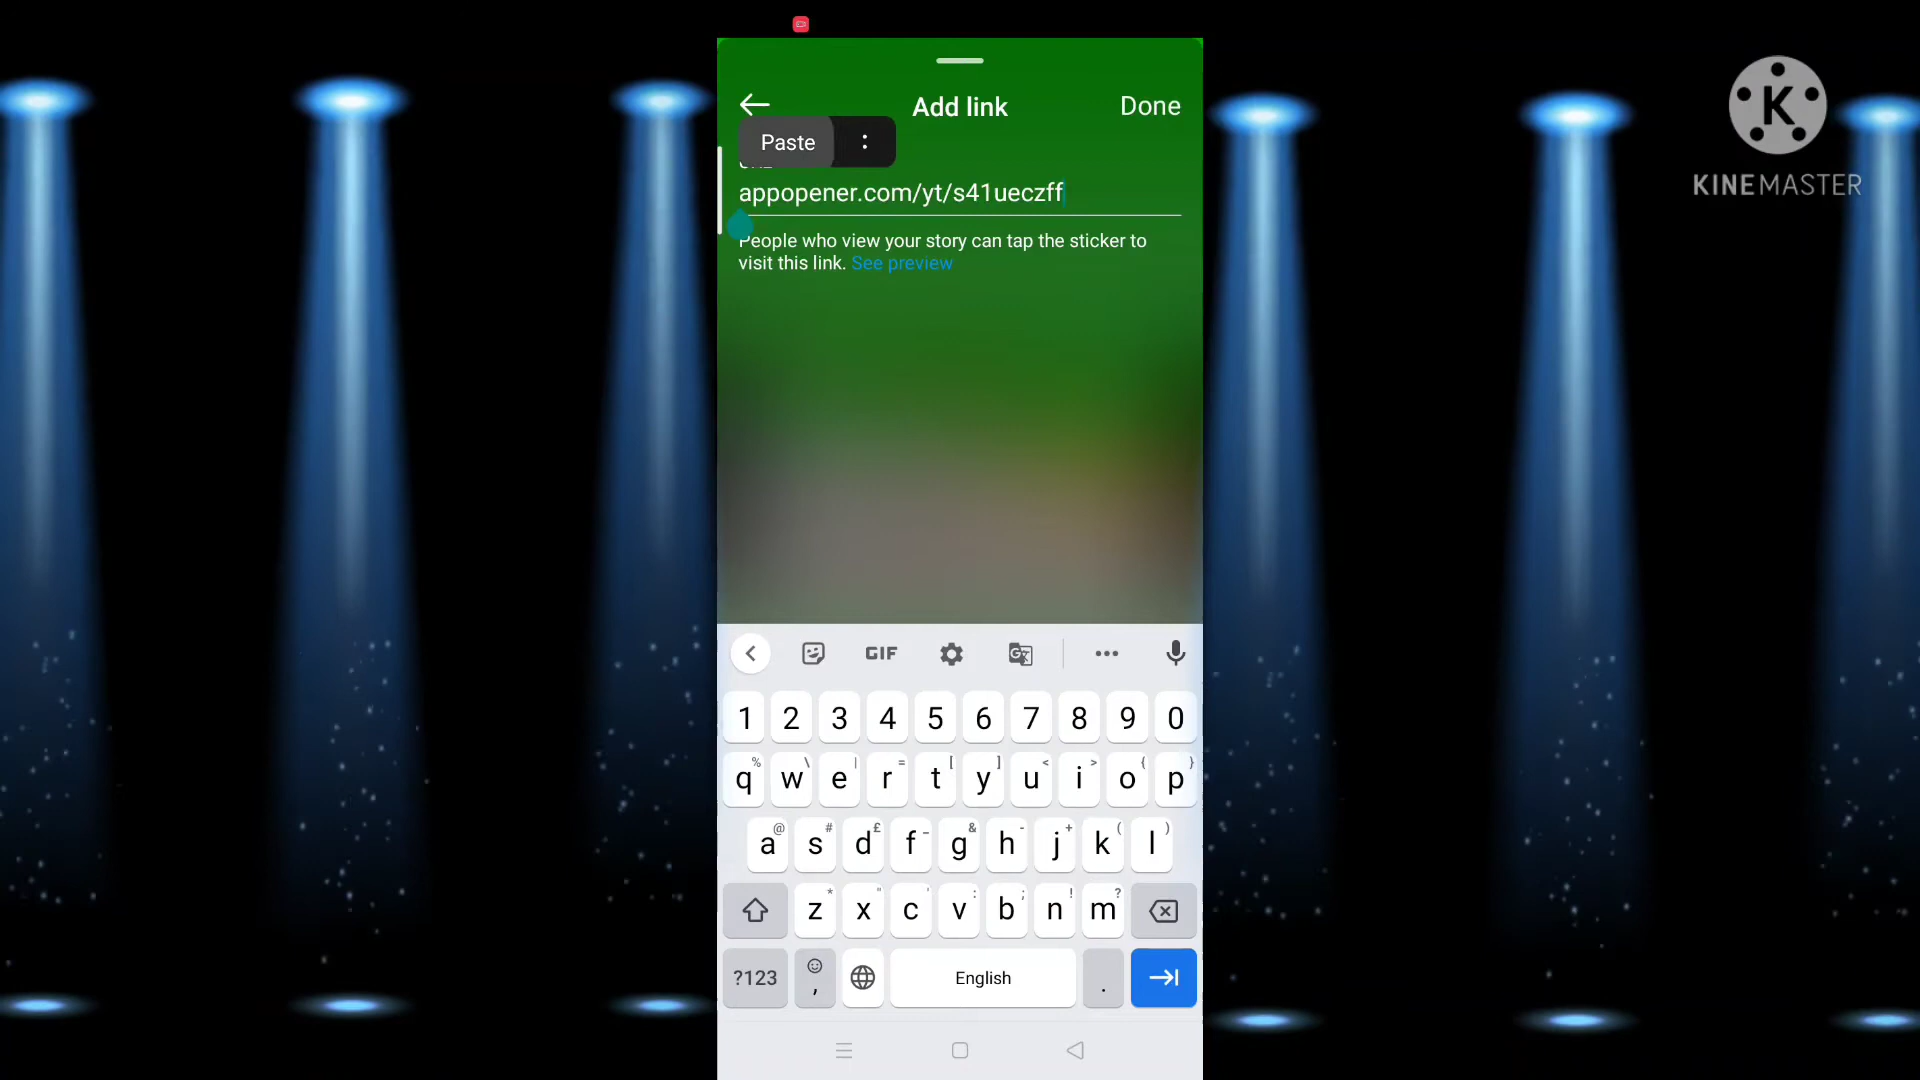 Add link
Done
Paste
appopener.com/yt/s41ueczff
People who view your story can tap the sticker to
visit this link. See preview
KINEMASTER
GIF
1 2 3 4 5 6 7 8 9 0
% \ | = [ ] < > { }
q w e r t y u i o p
@ # £ _ & - + ( )
a s d f g h j k l
* " ' : ; ! ?
z x c v b n m
?123 , English .